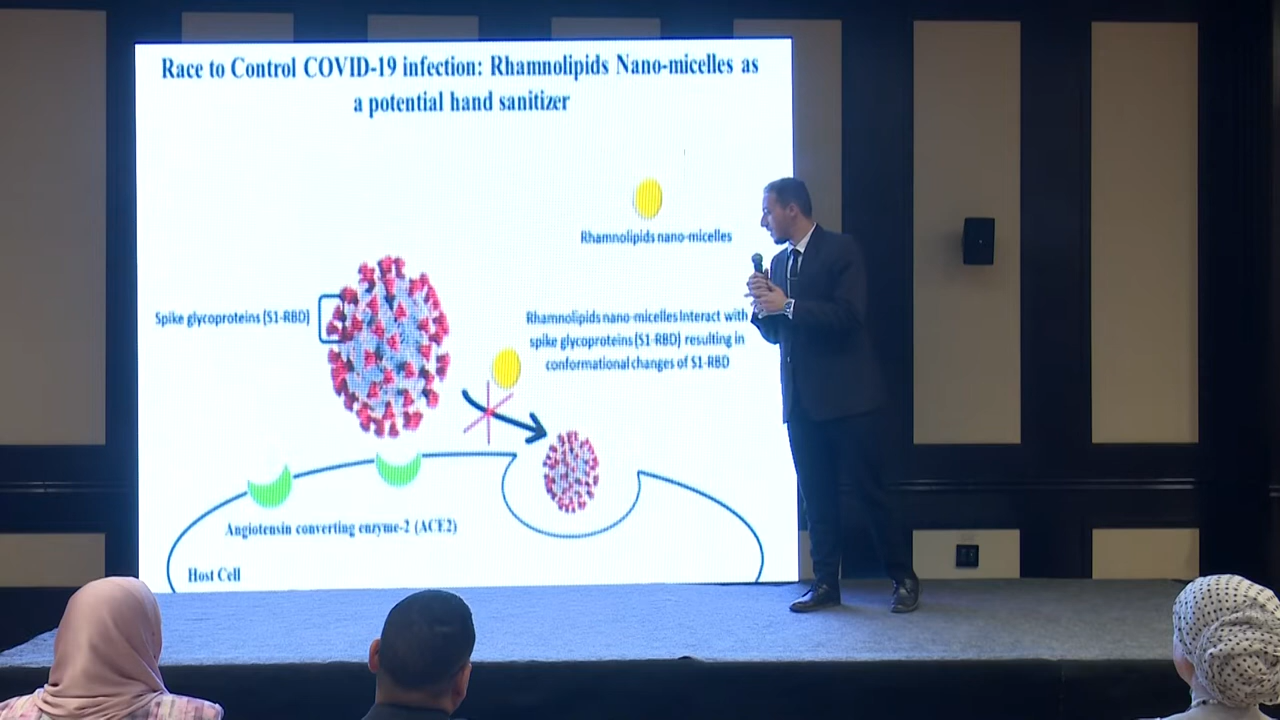 Race to Control COVID-19 infection: Rhamnolipids Nano-micelles as
a potential hand sanitizer
Rhamnolipids nano-micelles
Spike glycoproteins (S1-RBD)
Rhamnolipids nano-micelles interact with
spike glycoproteins (S1-RBD) resulting in
conformational changes of S1-RBD
Angiotensin converting enzyme-2 (ACE2)
Host Cell